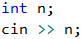 int n;
cin >> n;